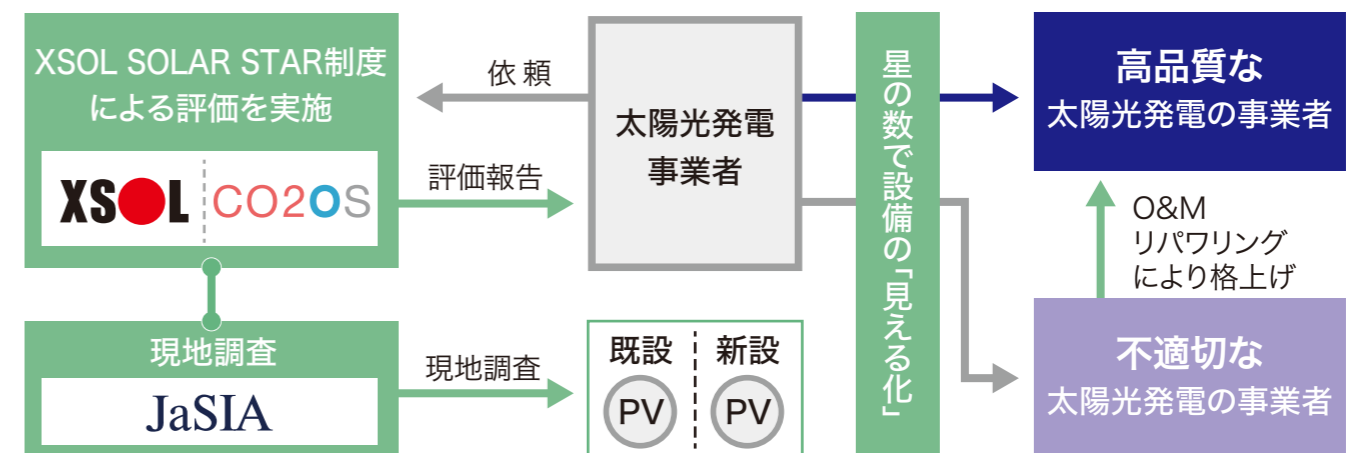 XSOL SOLAR STAR制度
による評価を実施
XSOL
CO2OS
依頼
評価報告
太陽光発電
事業者
星の数で設備の「見える化」
高品質な
太陽光発電の事業者
O&M
リパワリング
により格上げ
不適切な
太陽光発電の事業者
現地調査
JaSIA
現地調査
既設
新設
PV
PV